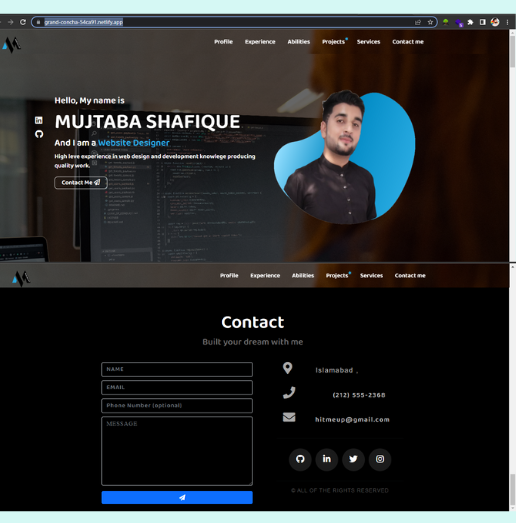 grand-concha-54ca91.netlify.app
Profile Experience Abilities Projects Services Contact me
Hello, My name is
MUJTABA SHAFIQUE
And I am a Website Designer
High leve experience in web design and development knowlege producing
quality work.
Contact Me
Profile Experience Abilities Projects Services Contact me
Contact
Built your dream with me
NAME
EMAIL
Phone Number (optional)
MESSAGE
Islamabad ,
(212) 555-2368
hitmeup@gmail.com
© ALL OF THE RIGHTS RESERVED